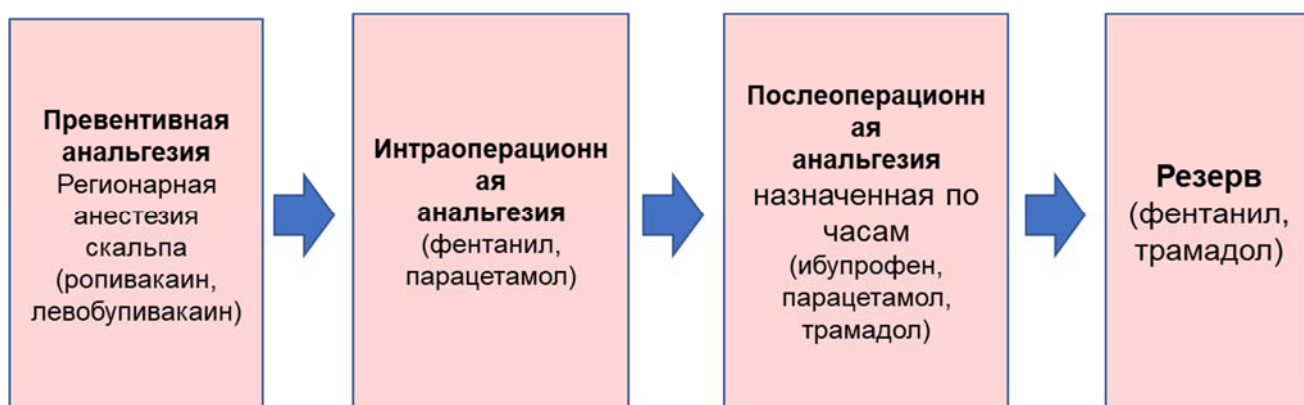 Превентивная
анальгезия
Регионарная
анестезия
скальпа
(ропивакаин,
левобупивакаин)
Интраоперационн
ая
анальгезия
(фентанил,
парацетамол)
Послеоперационн
ая
анальгезия
назначенная по
часам
(ибупрофен,
парацетамол,
трамадол)
Резерв
(фентанил,
трамадол)